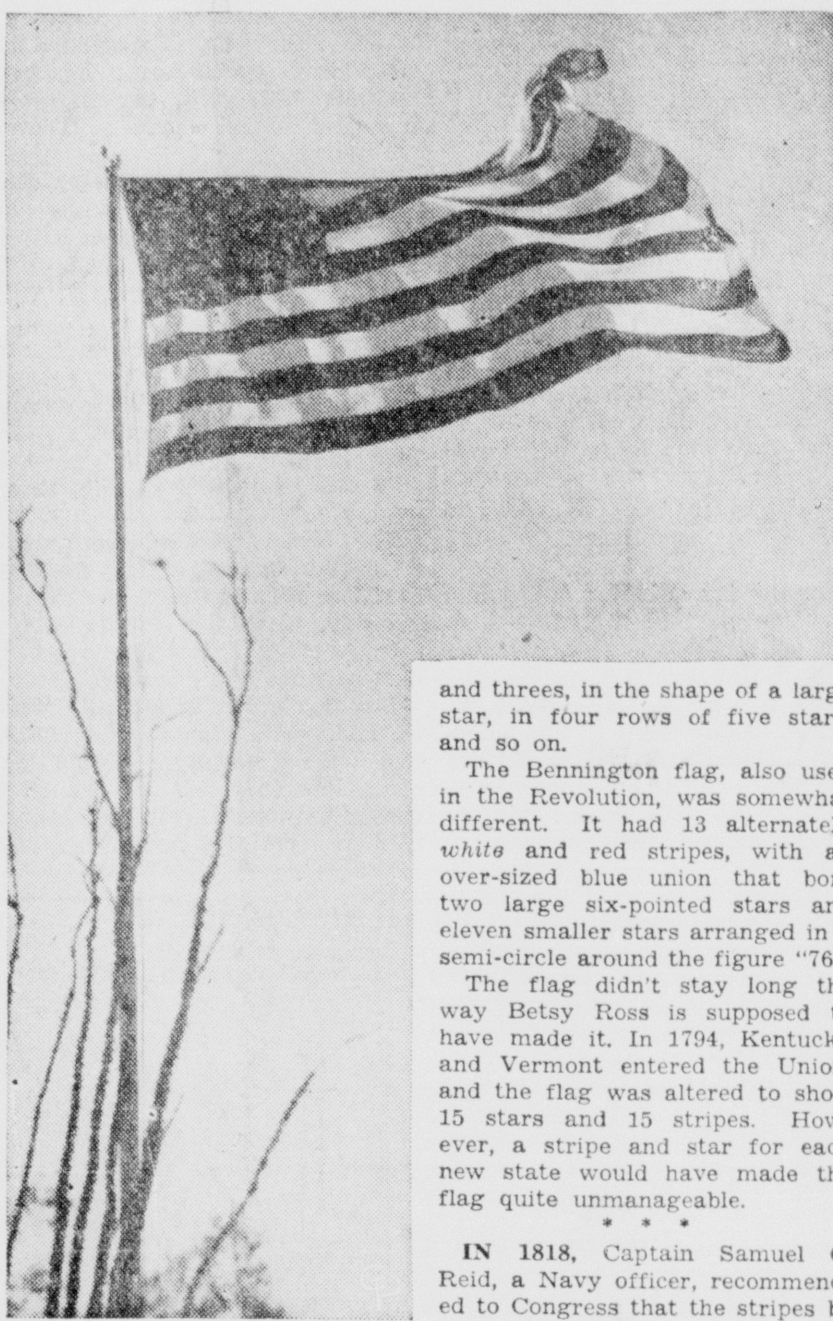 and threes, in the shape of a larg
star, in four rows of five star
and so on.
The Bennington flag, also use
in the Revolution, was somewha
different. It had 13 alternatel
white and red stripes, with a
over-sized blue union that bor
two large six-pointed stars an
eleven smaller stars arranged in
semi-circle around the figure "76
The flag didn't stay long th
way Betsy Ross is supposed t
have made it. In 1794, Kentuck
and Vermont entered the Unio
and the flag was altered to sho
15 stars and 15 stripes. How
ever, a stripe and star for eac
new state would have made th
flag quite unmanageable.
* * *
IN 1818, Captain Samuel
Reid, a Navy officer, recommend
ed to Congress that the stripes b